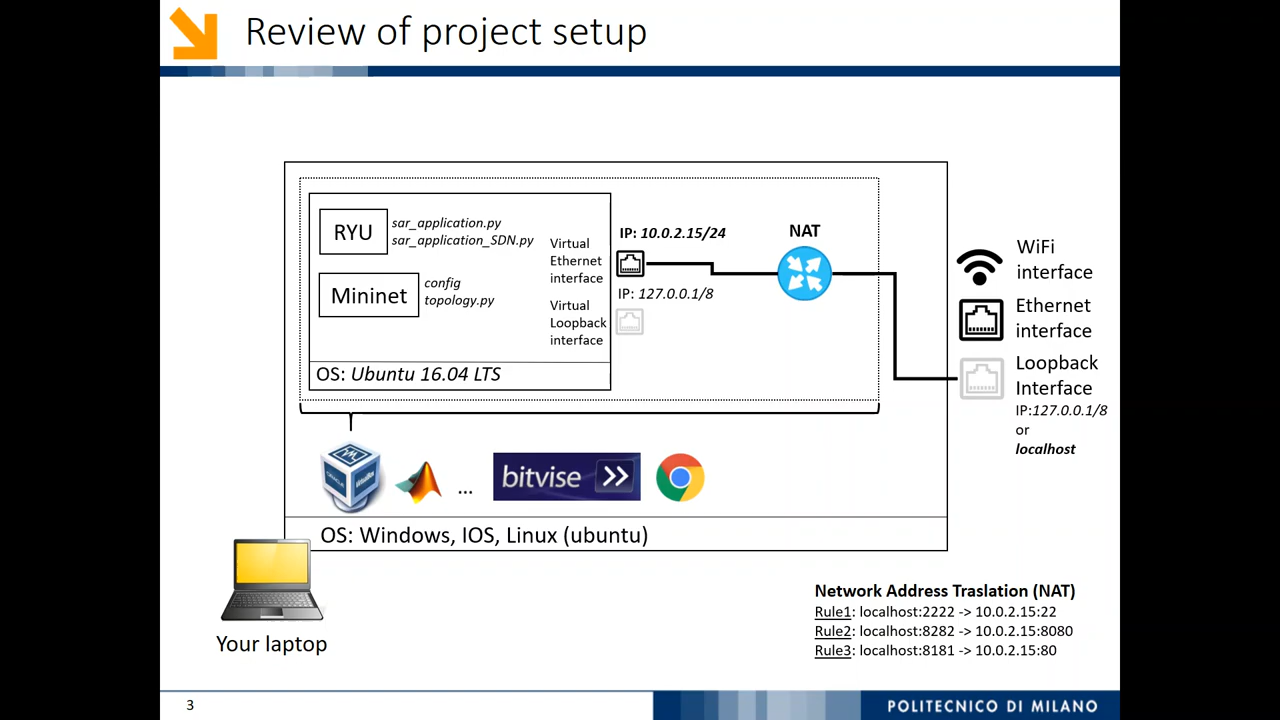 Review of project setup
RYU
sar_application.py
sar_application_SDN.py
Mininet
config
topology.py
Virtual
Ethernet
interface
Virtual
Loopback
interface
OS: Ubuntu 16.04 LTS
IP: 10.0.2.15/24
IP: 127.0.0.1/8
NAT
WiFi
interface
Ethernet
interface
Loopback
Interface
IP:127.0.0.1/8
or
localhost
...
bitvise
OS: Windows, IOS, Linux (ubuntu)
Your laptop
Network Address Traslation (NAT)
Rule1: localhost:2222 -> 10.0.2.15:22
Rule2: localhost:8282 -> 10.0.2.15:8080
Rule3: localhost:8181 -> 10.0.2.15:80
3
POLITECNICO DI MILANO